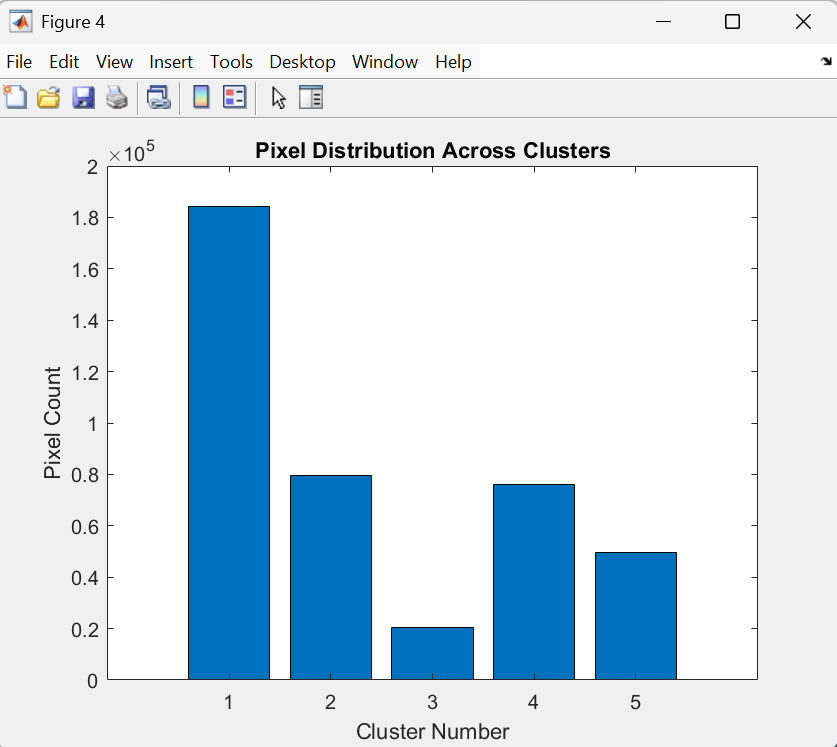 Figure 4
File Edit View Insert Tools Desktop Window Help
×10⁵
Pixel Distribution Across Clusters
2
1.8
1.6
1.4
1.2
1
0.8
0.6
0.4
0.2
0
Pixel Count
1 2 3 4 5
Cluster Number